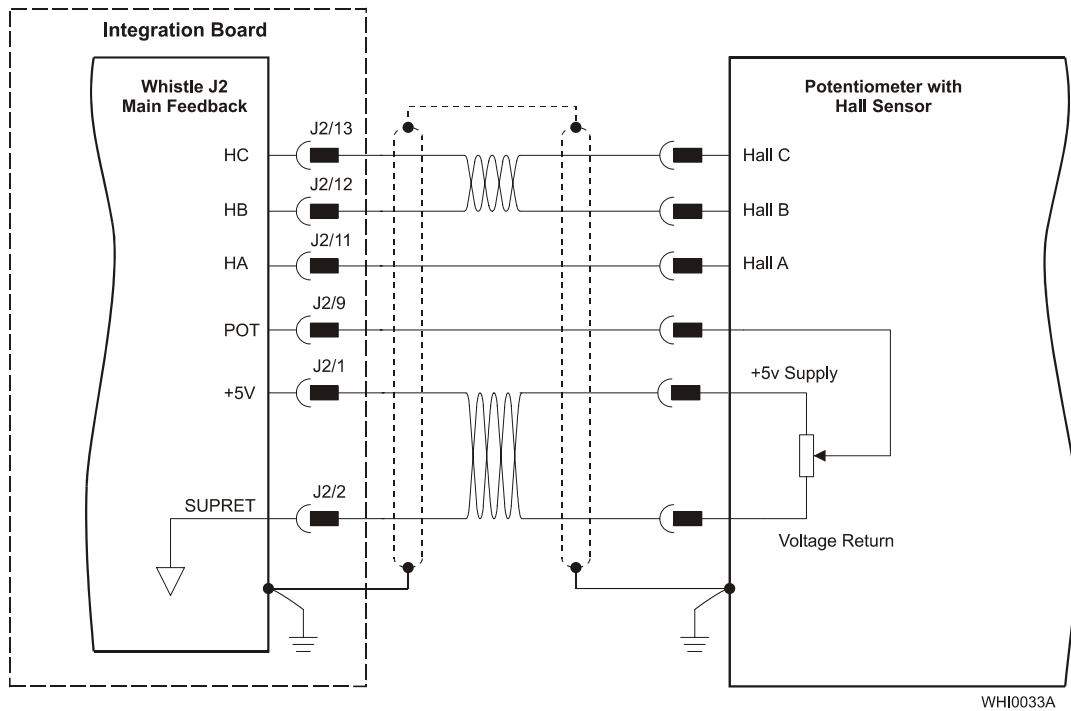 Integration Board
Whistle J2
Main Feedback
Potentiometer with
Hall Sensor
J2/13
HC
Hall C
J2/12
HB
Hall B
J2/11
HA
Hall A
J2/9
POT
J2/1
+5v Supply
+5V
J2/2
SUPRET
Voltage Return
WHI0033A